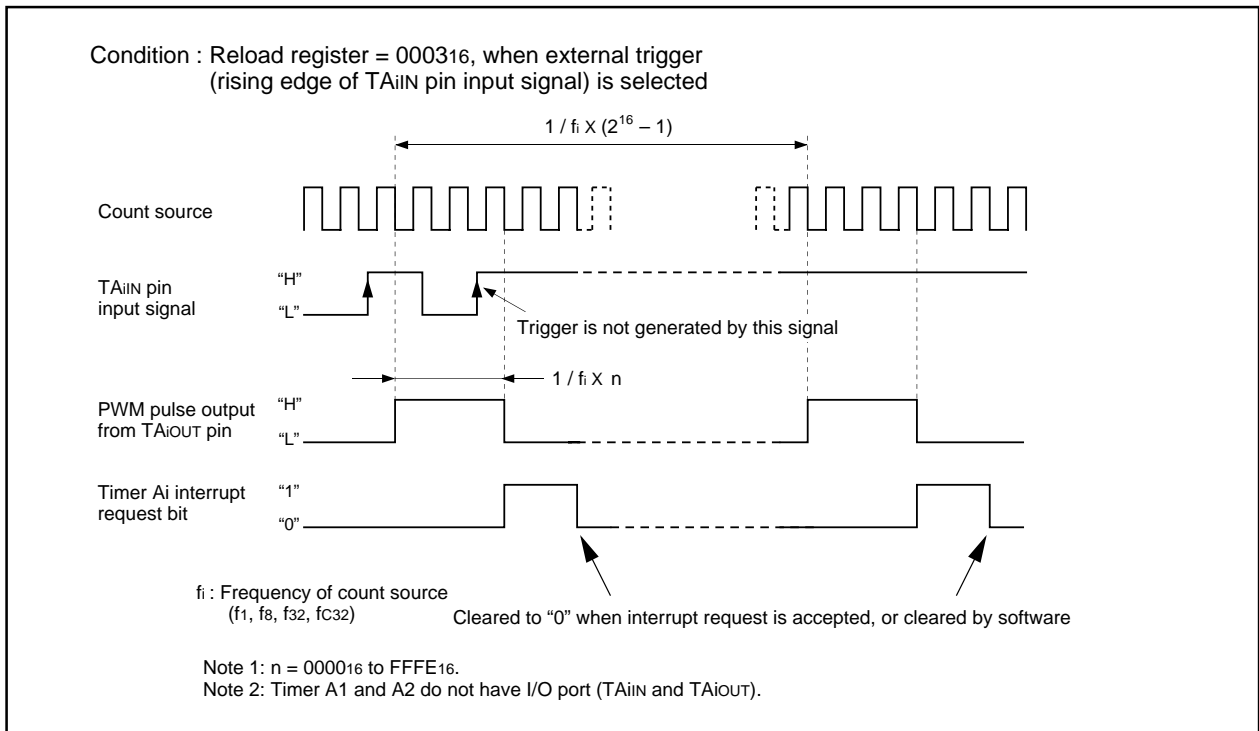 Condition : Reload register = 000316, when external trigger
(rising edge of TAiIN pin input signal) is selected
1 / fi X (2^16 – 1)
Count source
TAiIN pin
input signal
“H”
“L”
Trigger is not generated by this signal
1 / fi X n
PWM pulse output
from TAiOUT pin
“H”
“L”
Timer Ai interrupt
request bit
“1”
“0”
fi : Frequency of count source
(f1, f8, f32, fC32)
Cleared to “0” when interrupt request is accepted, or cleared by software
Note 1: n = 000016 to FFFE16.
Note 2: Timer A1 and A2 do not have I/O port (TAiIN and TAiOUT).